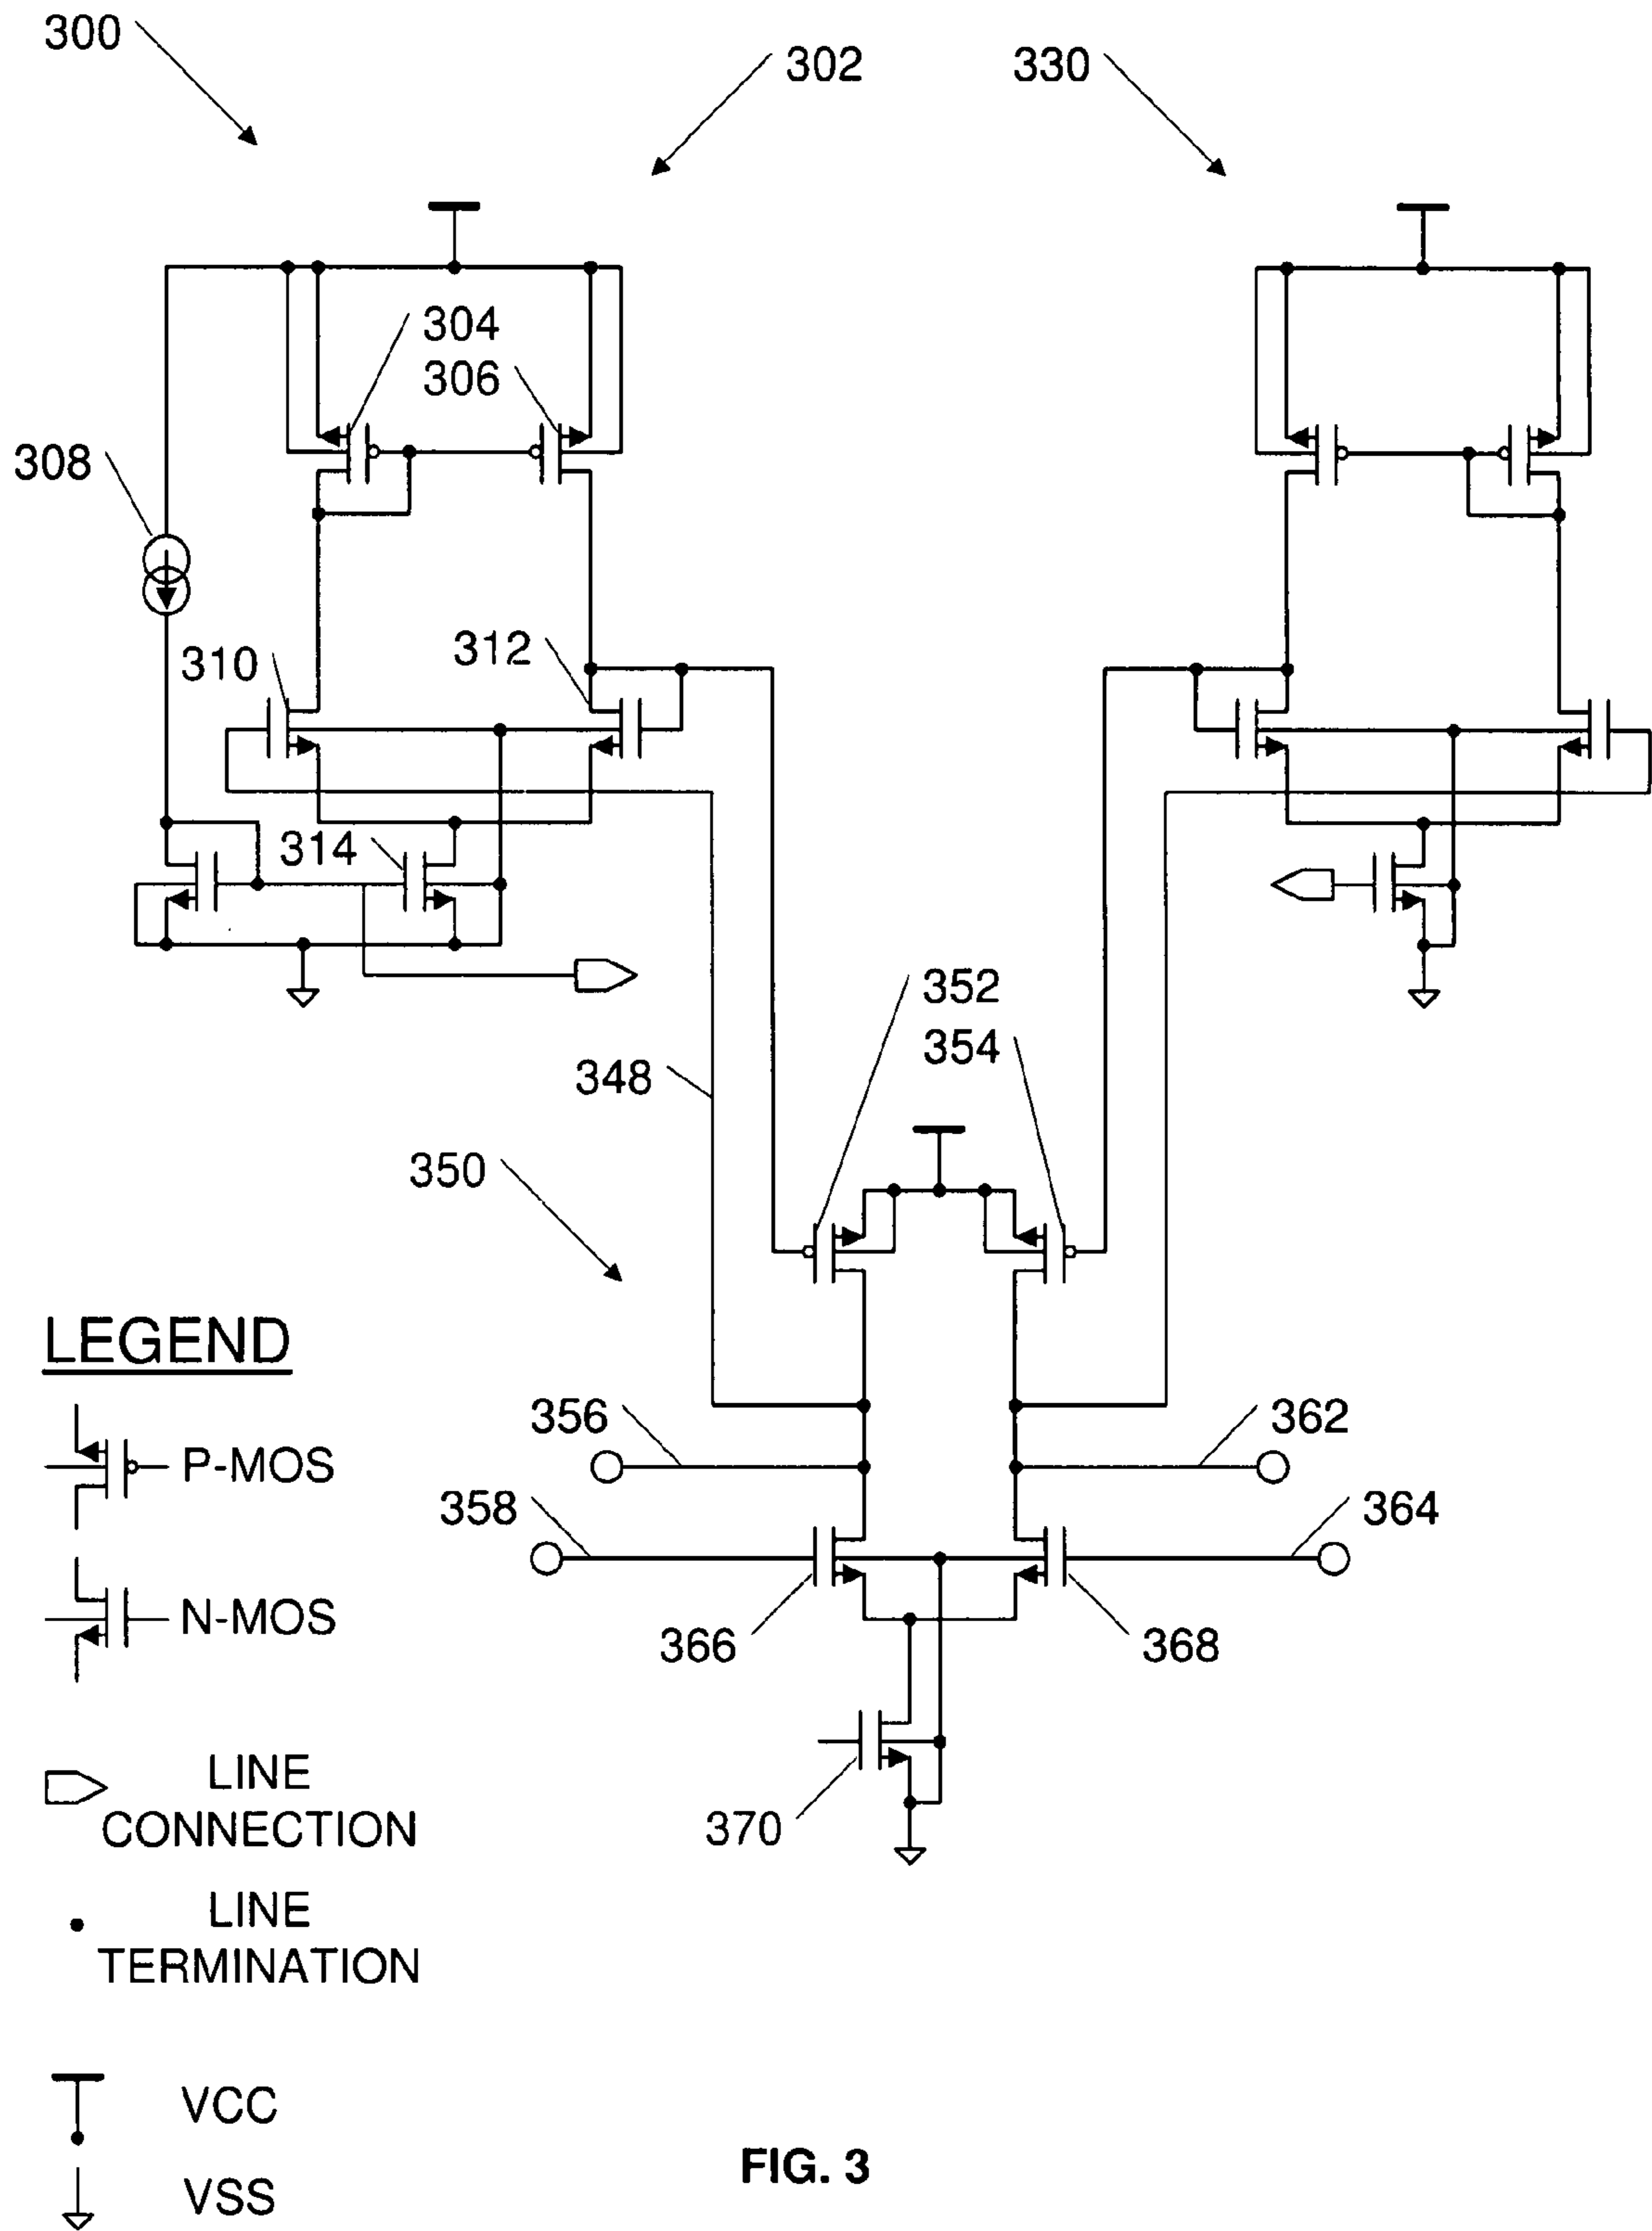 300
302
330
304
306
308
310
312
314
352
354
348
350
LEGEND
356
362
358
364
P-MOS
N-MOS
366
368
370
LINE
CONNECTION
LINE
TERMINATION
VCC
VSS
FIG. 3